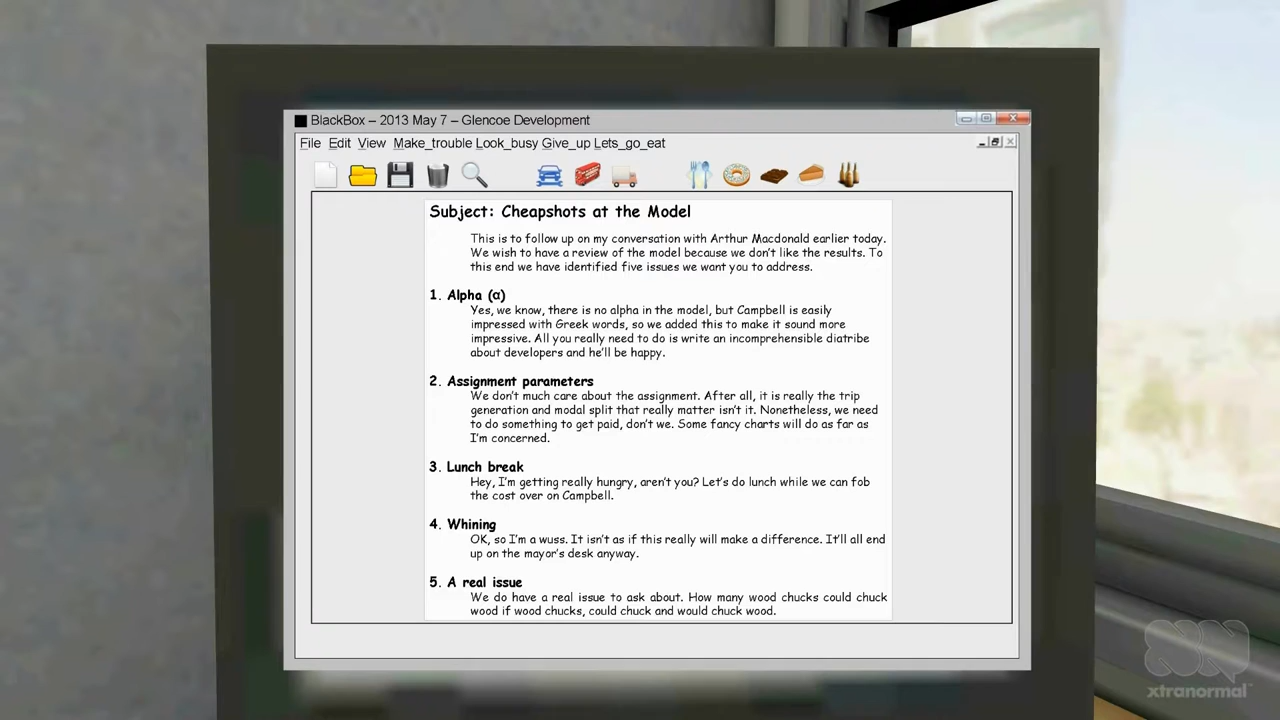 BlackBox – 2013 May 7 – Glencoe Development
File Edit View Make_trouble Look_busy Give_up Lets_go_eat
Subject: Cheapshots at the Model
This is to follow up on my conversation with Arthur Macdonald earlier today.
We wish to have a review of the model because we don't like the results. To
this end we have identified five issues we want you to address.
1. Alpha (α)
Yes, we know, there is no alpha in the model, but Campbell is easily
impressed with Greek words, so we added this to make it sound more
impressive. All you really need to do is write an incomprehensible diatribe
about developers and he'll be happy.
2. Assignment parameters
We don't much care about the assignment. After all, it is really the trip
generation and modal split that really matter isn't it. Nonetheless, we need
to do something to get paid, don't we. Some fancy charts will do as far as
I'm concerned.
3. Lunch break
Hey, I'm getting really hungry, aren't you? Let's do lunch while we can fob
the cost over on Campbell.
4. Whining
OK, so I'm a wuss. It isn't as if this really will make a difference. It'll all end
up on the mayor's desk anyway.
5. A real issue
We do have a real issue to ask about. How many wood chucks could chuck
wood if wood chucks, could chuck and would chuck wood.
xtranormal